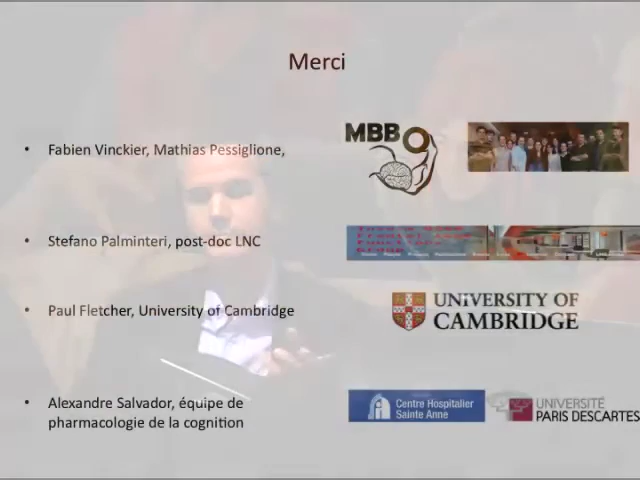 Merci
• Fabien Vinckier, Mathias Pessiglione,
MBB
• Stefano Palminteri, post-doc LNC
• Paul Fletcher, University of Cambridge
UNIVERSITY OF
CAMBRIDGE
• Alexandre Salvador, équipe de
pharmacologie de la cognition
Centre Hospitalier
Sainte Anne
UNIVERSITÉ
PARIS DESCARTES